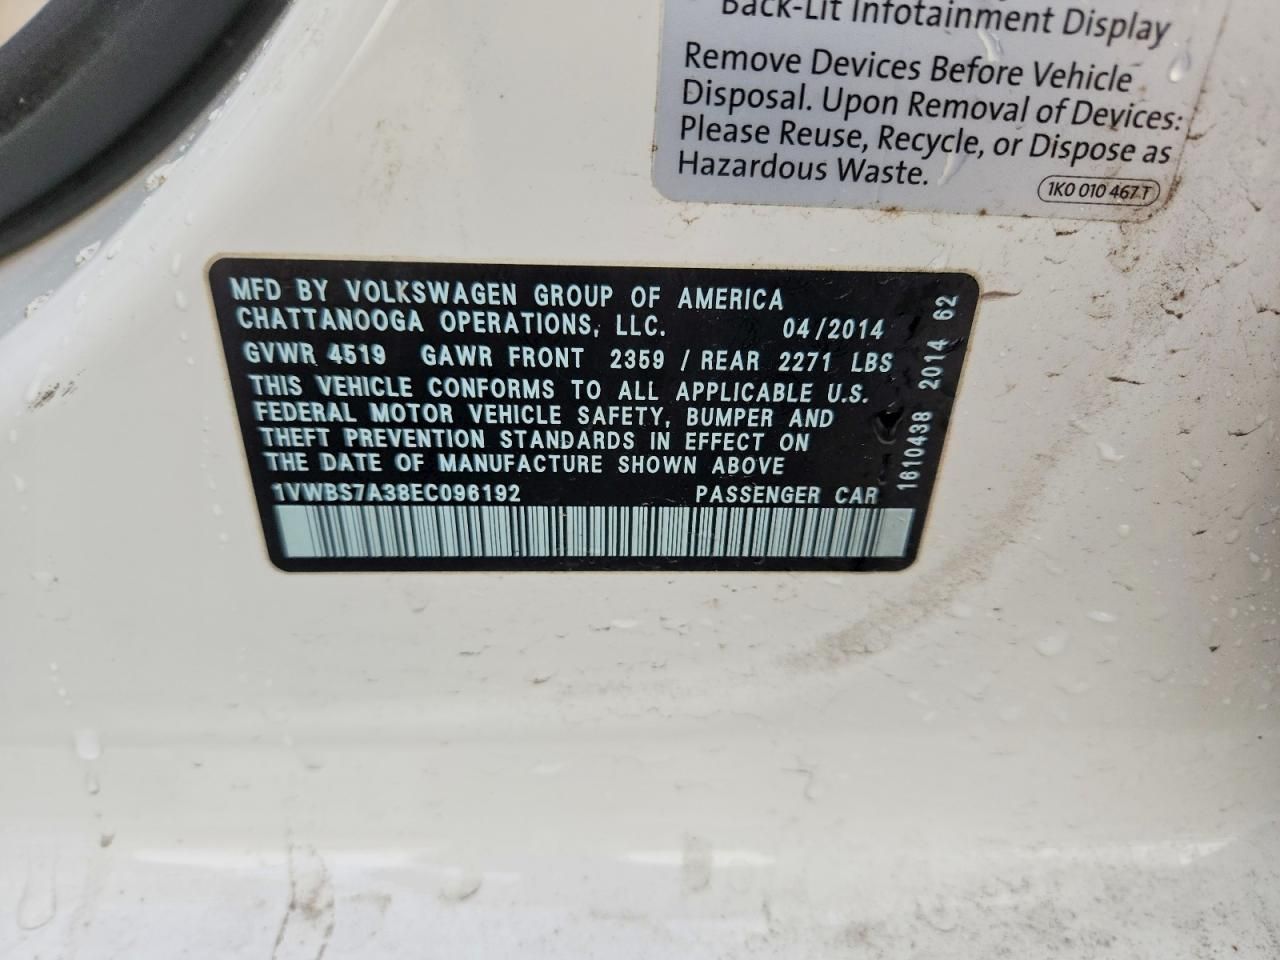 Back-Lit Infotainment Display
Remove Devices Before Vehicle
Disposal. Upon Removal of Devices:
Please Reuse, Recycle, or Dispose as
Hazardous Waste.
1K0 010 467 T
MFD BY VOLKSWAGEN GROUP OF AMERICA
CHATTANOOGA OPERATIONS, LLC. 04/2014
GVWR 4519 GAWR FRONT 2359 / REAR 2271 LBS
THIS VEHICLE CONFORMS TO ALL APPLICABLE U.S.
FEDERAL MOTOR VEHICLE SAFETY, BUMPER AND
THEFT PREVENTION STANDARDS IN EFFECT ON
THE DATE OF MANUFACTURE SHOWN ABOVE
1VWBS7A38EC096192 PASSENGER CAR
1610438 2014 62